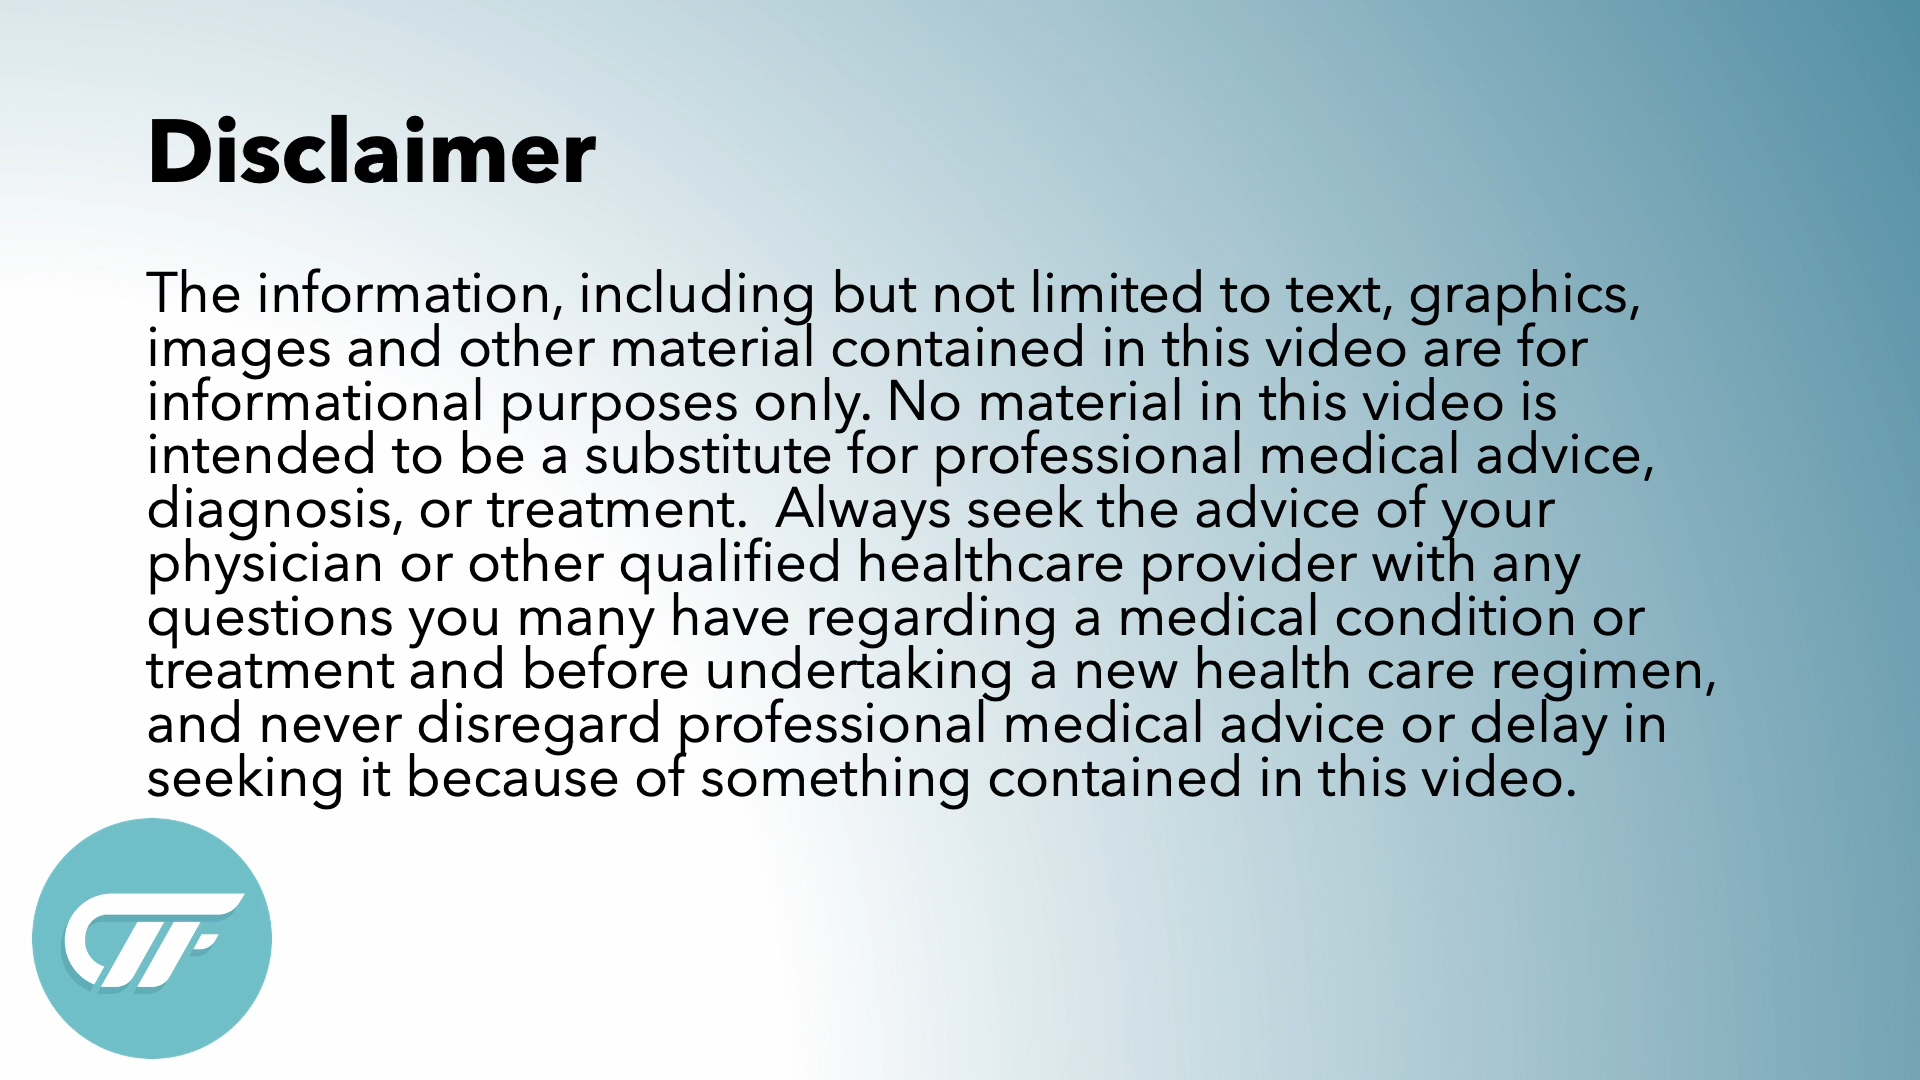 Disclaimer
The information, including but not limited to text, graphics,
images and other material contained in this video are for
informational purposes only. No material in this video is
intended to be a substitute for professional medical advice,
diagnosis, or treatment.  Always seek the advice of your
physician or other qualified healthcare provider with any
questions you many have regarding a medical condition or
treatment and before undertaking a new health care regimen,
and never disregard professional medical advice or delay in
seeking it because of something contained in this video.